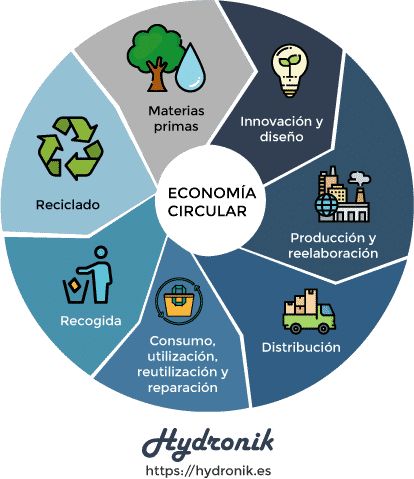 Materias
primas
Innovación y
diseño
Producción y
reelaboración
Distribución
Consumo,
utilización,
reutilización y
reparación
Recogida
Reciclado
ECONOMÍA
CIRCULAR
Hydronik
https://hydronik.es